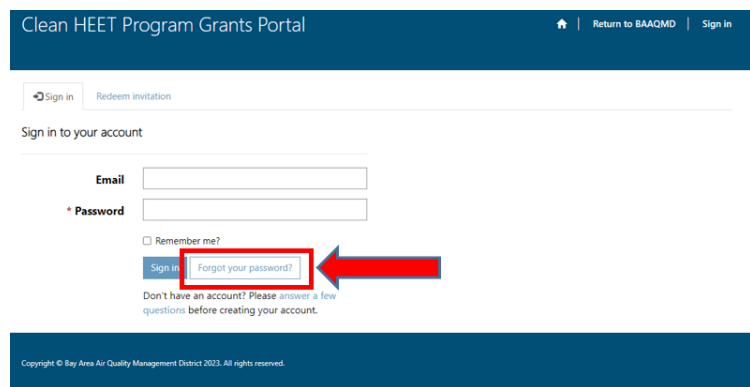 Clean HEET Program Grants Portal
Return to BAAQMD | Sign in
Sign in
Redeem invitation
Sign in to your account
Email
* Password
Remember me?
Sign in
Forgot your password?
Don't have an account? Please answer a few
questions before creating your account.
Copyright © Bay Area Air Quality Management District 2023. All rights reserved.